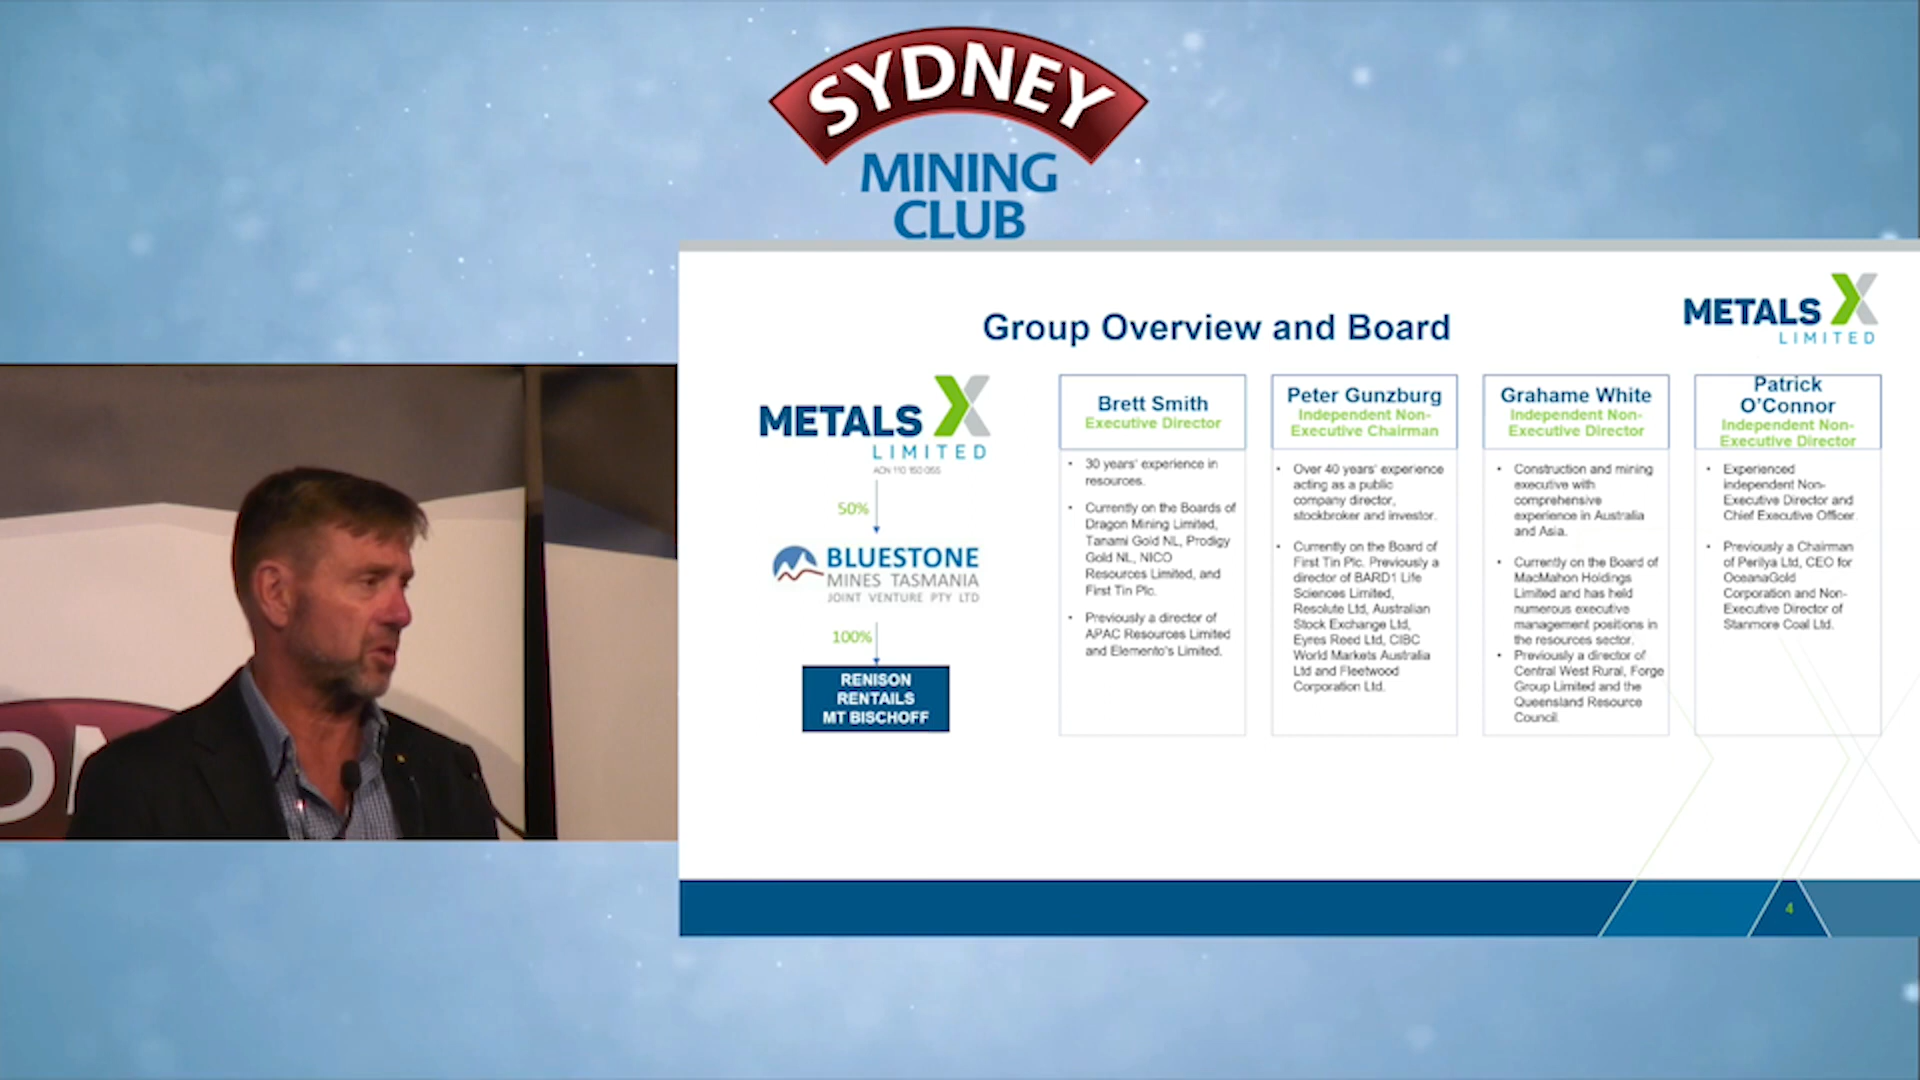 SYDNEY
MINING
CLUB
METALS X
LIMITED
Group Overview and Board
METALS X
LIMITED
ACN 110 150 055
50%
BLUESTONE
MINES TASMANIA
JOINT VENTURE PTY LTD
100%
RENISON
RENTAILS
MT BISCHOFF
Brett Smith
Executive Director
• 30 years' experience in
resources.
• Currently on the Boards of
Dragon Mining Limited,
Tanami Gold NL, Prodigy
Gold NL, NICO
Resources Limited, and
First Tin Plc.
• Previously a director of
APAC Resources Limited
and Elemento's Limited.
Peter Gunzburg
Independent Non-
Executive Chairman
• Over 40 years' experience
acting as a public
company director,
stockbroker and investor.
• Currently on the Board of
First Tin Plc. Previously a
director of BARD1 Life
Sciences Limited,
Resolute Ltd, Australian
Stock Exchange Ltd,
Eyres Reed Ltd, CIBC
World Markets Australia
Ltd and Fleetwood
Corporation Ltd.
Grahame White
Independent Non-
Executive Director
• Construction and mining
executive with
comprehensive
experience in Australia
and Asia.
• Currently on the Board of
MacMahon Holdings
Limited and has held
numerous executive
management positions in
the resources sector.
• Previously a director of
Central West Rural, Forge
Group Limited and the
Queensland Resource
Council.
Patrick
O'Connor
Independent Non-
Executive Director
• Experienced
independent Non-
Executive Director and
Chief Executive Officer.
• Previously a Chairman
of Perilya Ltd, CEO for
OceanaGold
Corporation and Non-
Executive Director of
Stanmore Coal Ltd.
4